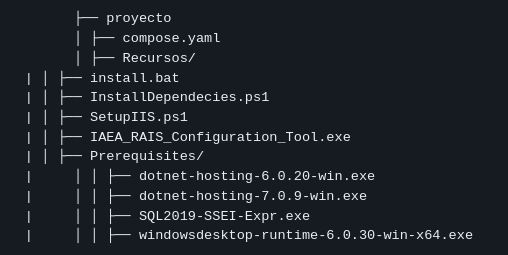 ├── proyecto
│ ├── compose.yaml
│ ├── Recursos/
| │ ├── install.bat
| │ ├── InstallDependecies.ps1
| │ ├── SetupIIS.ps1
| │ ├── IAEA_RAIS_Configuration_Tool.exe
| │ ├── Prerequisites/
| │ │ ├── dotnet-hosting-6.0.20-win.exe
| │ │ ├── dotnet-hosting-7.0.9-win.exe
| │ │ ├── SQL2019-SSEI-Expr.exe
| │ │ ├── windowsdesktop-runtime-6.0.30-win-x64.exe